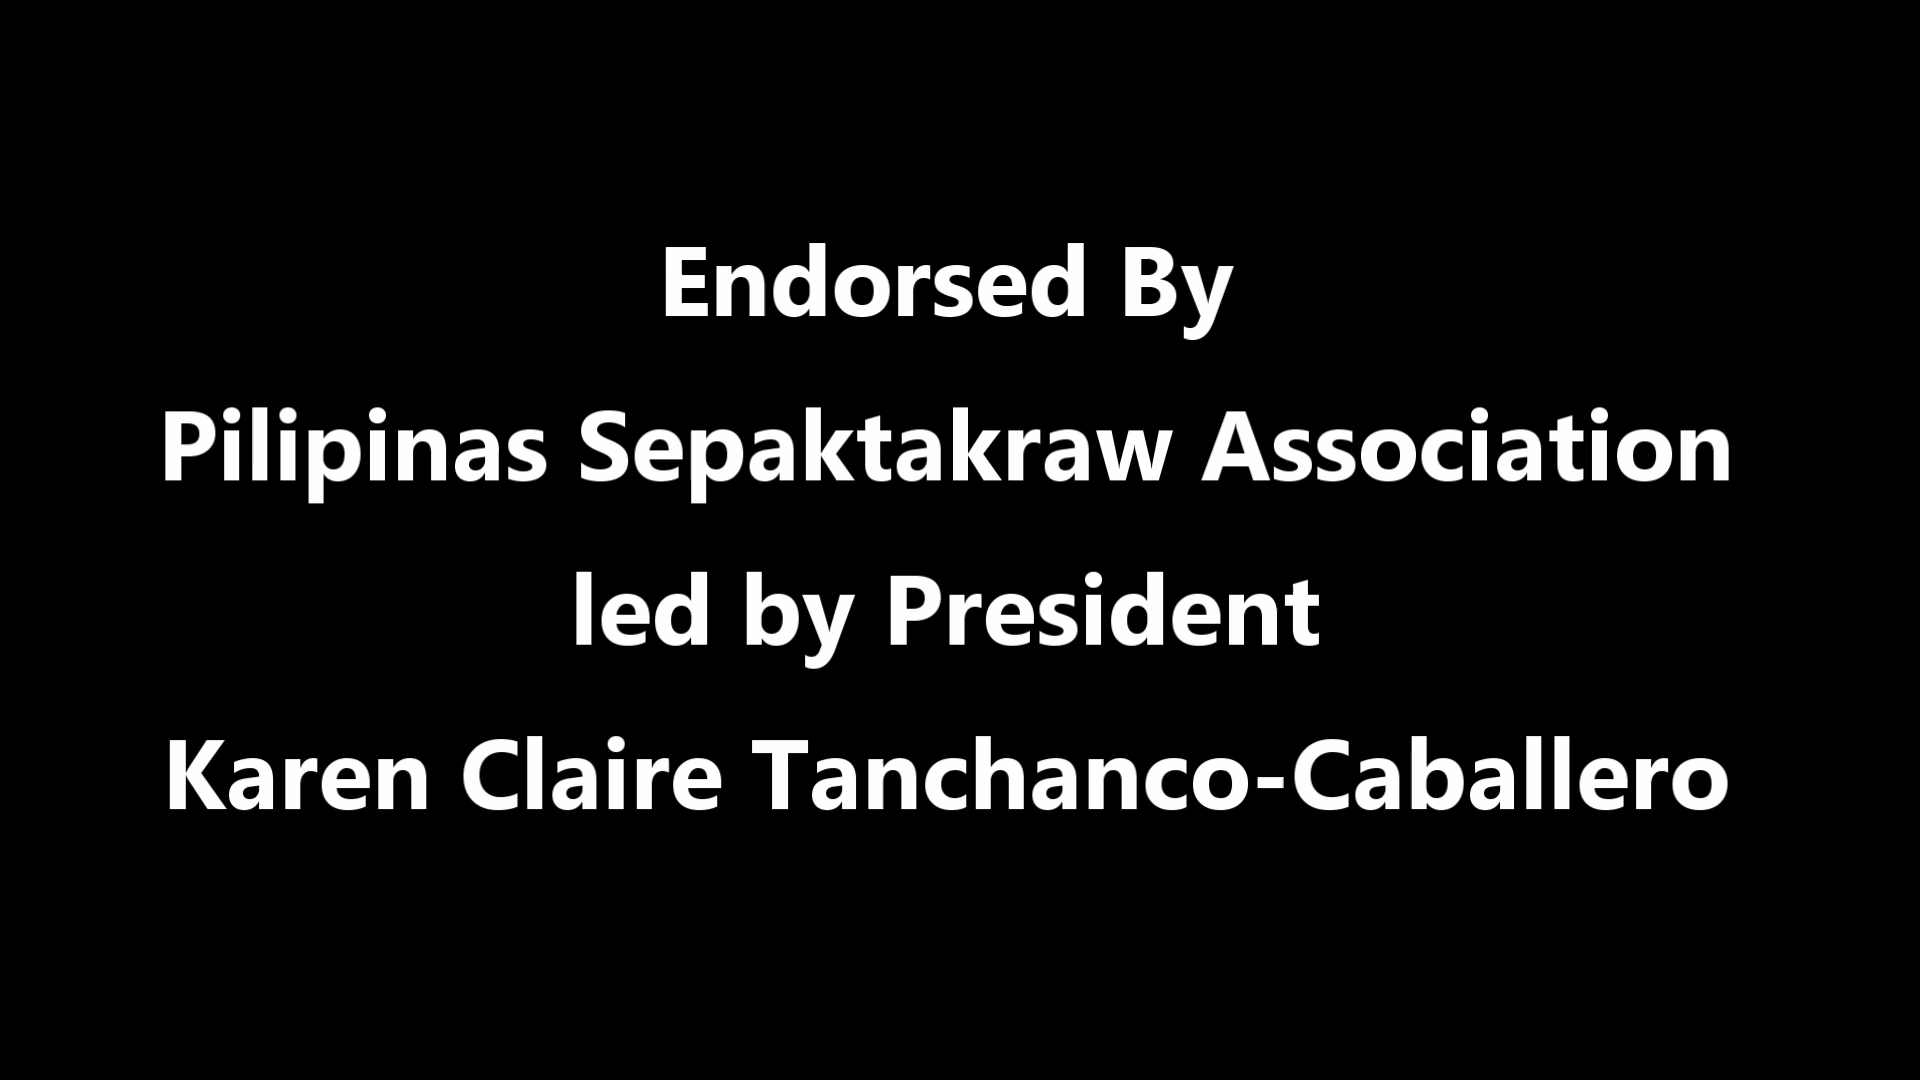 Endorsed By
Pilipinas Sepaktakraw Association
led by President
Karen Claire Tanchanco-Caballero